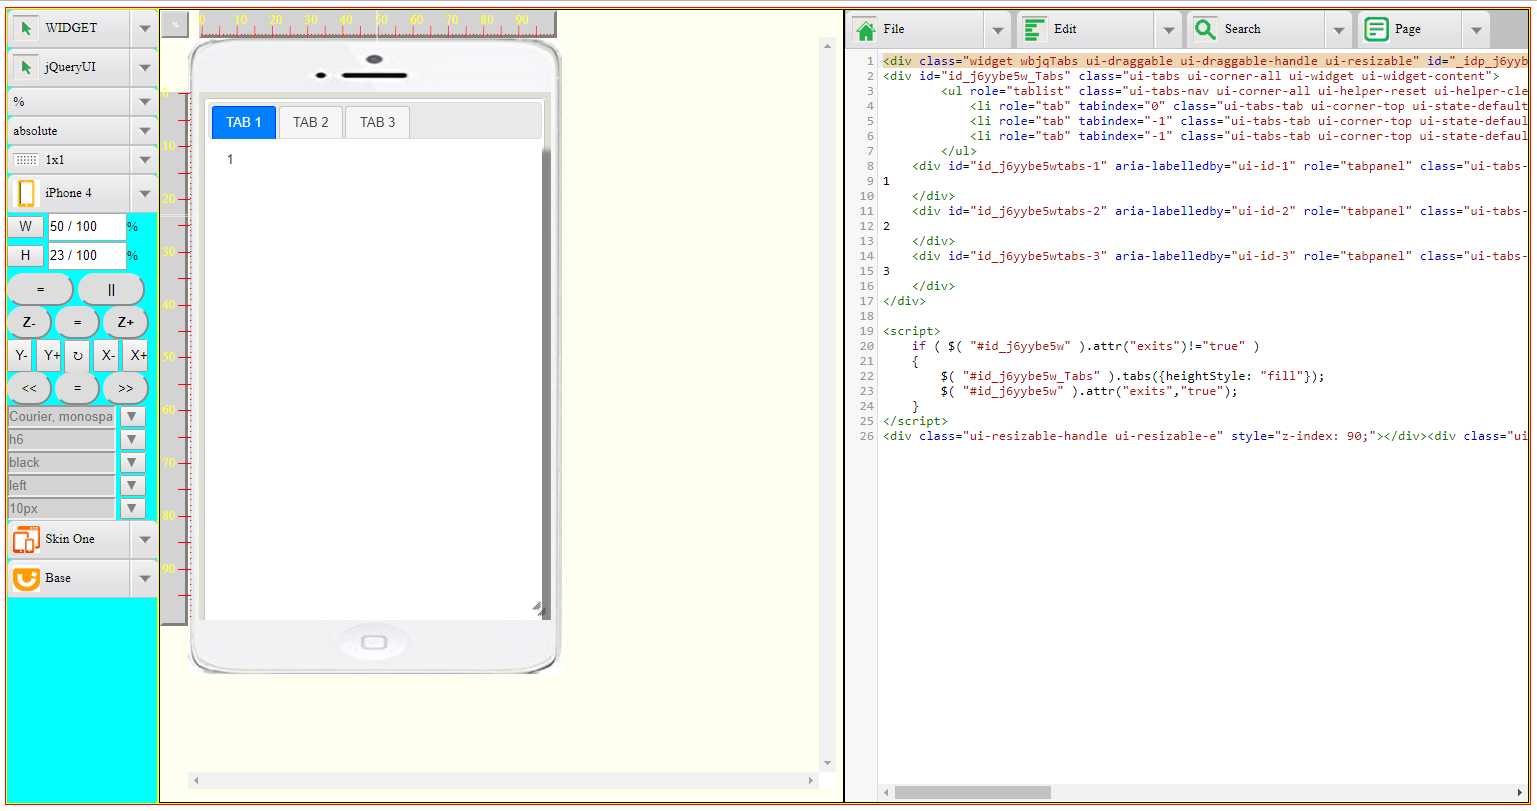 WIDGET
jQueryUI
%
absolute
1x1
iPhone 4
W 50 / 100 %
H 23 / 100 %
= ||
Z- = Z+
Y- Y+ ↻ X- X+
<< = >>
Courier, monospa ▼
h6 ▼
black ▼
left ▼
10px ▼
Skin One
Base
%
0 10 20 30 40 50 60 70 80 90
0
10
20
30
40
50
60
70
80
90
TAB 1 TAB 2 TAB 3
1
File Edit Search Page
1 <div class="widget wbjqTabs ui-draggable ui-draggable-handle ui-resizable" id="_idp_j6yyb
2 <div id="id_j6yybe5w_Tabs" class="ui-tabs ui-corner-all ui-widget ui-widget-content">
3 <ul role="tablist" class="ui-tabs-nav ui-corner-all ui-helper-reset ui-helper-cle
4 <li role="tab" tabindex="0" class="ui-tabs-tab ui-corner-top ui-state-default
5 <li role="tab" tabindex="-1" class="ui-tabs-tab ui-corner-top ui-state-defaul
6 <li role="tab" tabindex="-1" class="ui-tabs-tab ui-corner-top ui-state-defaul
7 </ul>
8 <div id="id_j6yybe5wtabs-1" aria-labelledby="ui-id-1" role="tabpanel" class="ui-tabs-
9 1
10 </div>
11 <div id="id_j6yybe5wtabs-2" aria-labelledby="ui-id-2" role="tabpanel" class="ui-tabs-
12 2
13 </div>
14 <div id="id_j6yybe5wtabs-3" aria-labelledby="ui-id-3" role="tabpanel" class="ui-tabs-
15 3
16 </div>
17 </div>
18
19 <script>
20 if ( $( "#id_j6yybe5w" ).attr("exits")!="true" )
21 {
22 $( "#id_j6yybe5w_Tabs" ).tabs({heightStyle: "fill"});
23 $( "#id_j6yybe5w" ).attr("exits","true");
24 }
25 </script>
26 <div class="ui-resizable-handle ui-resizable-e" style="z-index: 90;"></div><div class="ui